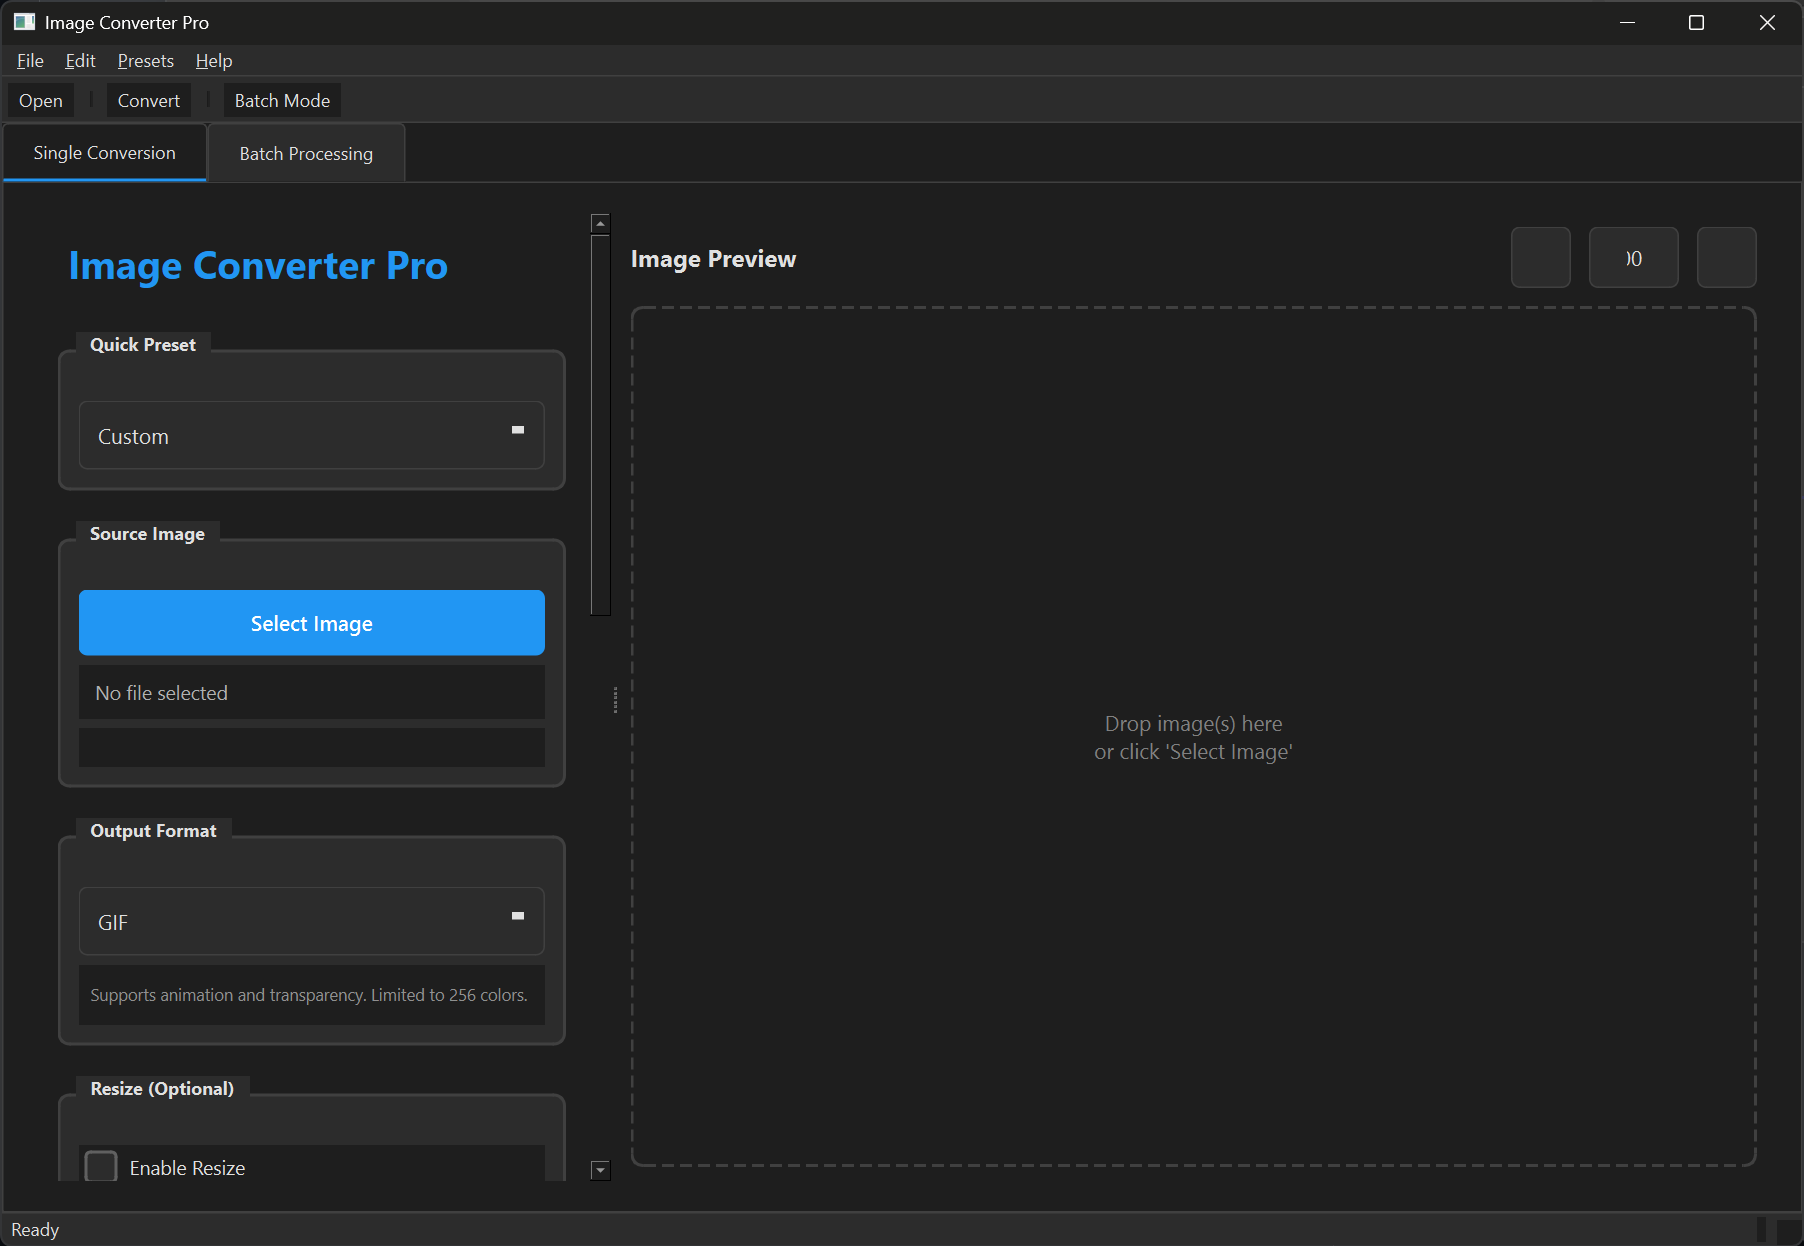 Image Converter Pro
File Edit Presets Help
Open Convert Batch Mode
Single Conversion Batch Processing
Image Converter Pro
Quick Preset
Custom
Source Image
Select Image
No file selected
Output Format
GIF
Supports animation and transparency. Limited to 256 colors.
Resize (Optional)
Enable Resize
Image Preview
Drop image(s) here
or click 'Select Image'
Ready